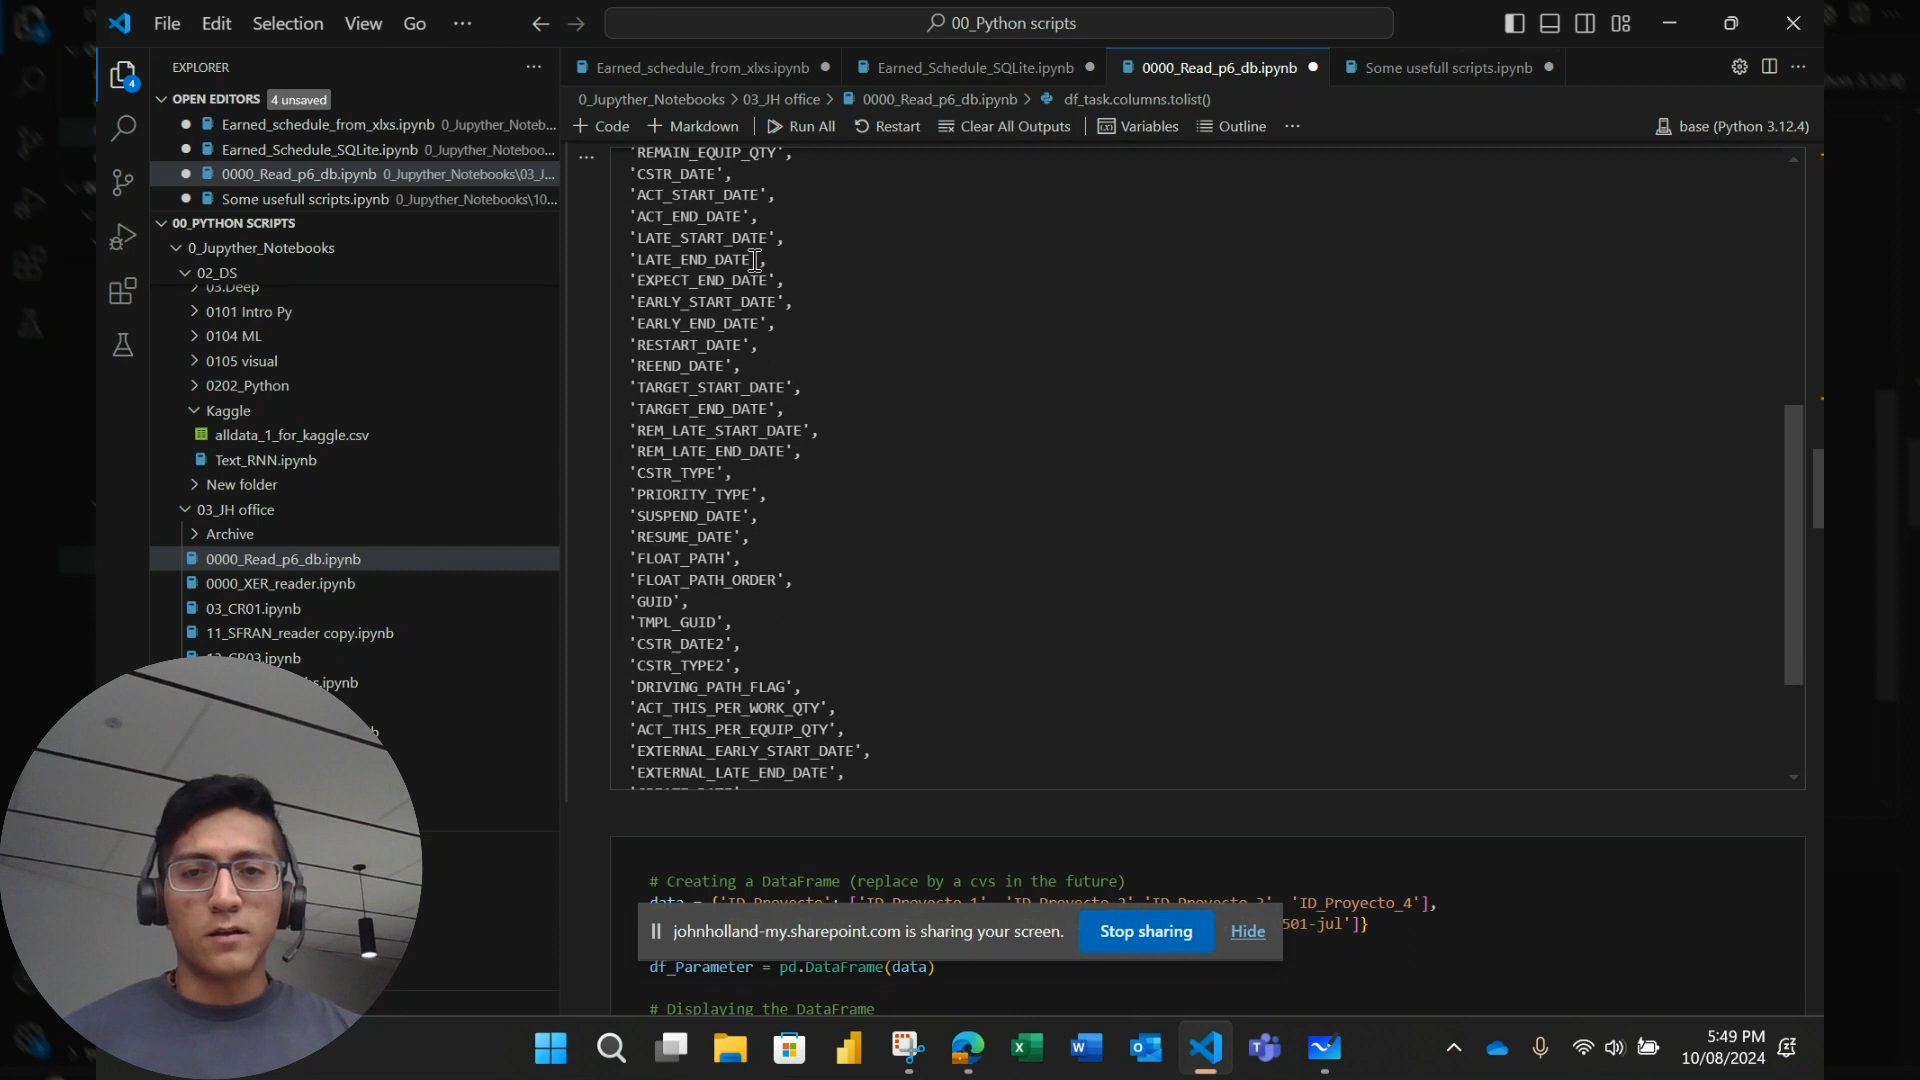 File Edit Selection View Go ···
00_Python scripts
EXPLORER
OPEN EDITORS 4 unsaved
Earned_schedule_from_xlxs.ipynb 0_Jupyther_Noteb...
Earned_Schedule_SQLite.ipynb 0_Jupyther_Noteboo...
0000_Read_p6_db.ipynb 0_Jupyther_Notebooks\03_J...
Some usefull scripts.ipynb 0_Jupyther_Notebooks\10...
00_PYTHON SCRIPTS
0_Jupyther_Notebooks
02_DS
03.Deep
0101 Intro Py
0104 ML
0105 visual
0202_Python
Kaggle
alldata_1_for_kaggle.csv
Text_RNN.ipynb
New folder
03_JH office
Archive
0000_Read_p6_db.ipynb
0000_XER_reader.ipynb
03_CR01.ipynb
11_SFRAN_reader copy.ipynb
4
Earned_schedule_from_xlxs.ipynb
Earned_Schedule_SQLite.ipynb
0000_Read_p6_db.ipynb
Some usefull scripts.ipynb
0_Jupyther_Notebooks > 03_JH office > 0000_Read_p6_db.ipynb > df_task.columns.tolist()
+ Code + Markdown Run All Restart Clear All Outputs Variables Outline ··· base (Python 3.12.4)
'REMAIN_EQUIP_QTY',
'CSTR_DATE',
'ACT_START_DATE',
'ACT_END_DATE',
'LATE_START_DATE',
'LATE_END_DATE',
'EXPECT_END_DATE',
'EARLY_START_DATE',
'EARLY_END_DATE',
'RESTART_DATE',
'REEND_DATE',
'TARGET_START_DATE',
'TARGET_END_DATE',
'REM_LATE_START_DATE',
'REM_LATE_END_DATE',
'CSTR_TYPE',
'PRIORITY_TYPE',
'SUSPEND_DATE',
'RESUME_DATE',
'FLOAT_PATH',
'FLOAT_PATH_ORDER',
'GUID',
'TMPL_GUID',
'CSTR_DATE2',
'CSTR_TYPE2',
'DRIVING_PATH_FLAG',
'ACT_THIS_PER_WORK_QTY',
'ACT_THIS_PER_EQUIP_QTY',
'EXTERNAL_EARLY_START_DATE',
'EXTERNAL_LATE_END_DATE',
# Creating a DataFrame (replace by a cvs in the future)
'ID_Proyecto_4'],
501-jul']}
johnholland-my.sharepoint.com is sharing your screen. Stop sharing Hide
df_Parameter = pd.DataFrame(data)
# Displaying the DataFrame
5:49 PM
10/08/2024